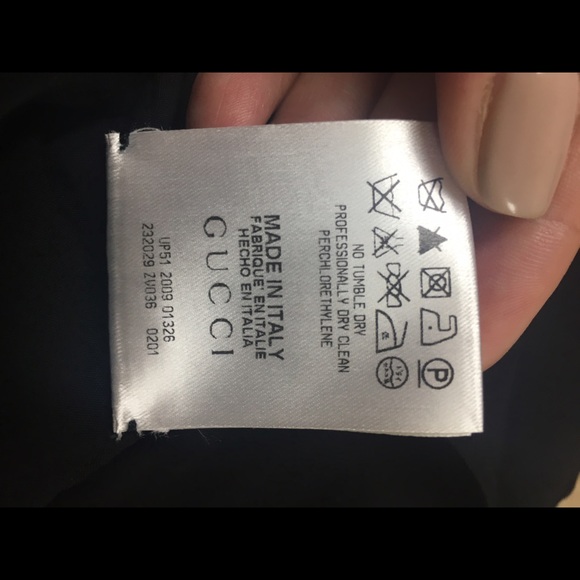 P
NO TUMBLE DRY
PROFESSIONALLY DRY CLEAN
PERCHLORETHYLENE
MADE IN ITALY
FABRIQUE' EN ITALIE
HECHO EN ITALIA
GUCCI
UP51 2009 01326
232029 ZV036 0201